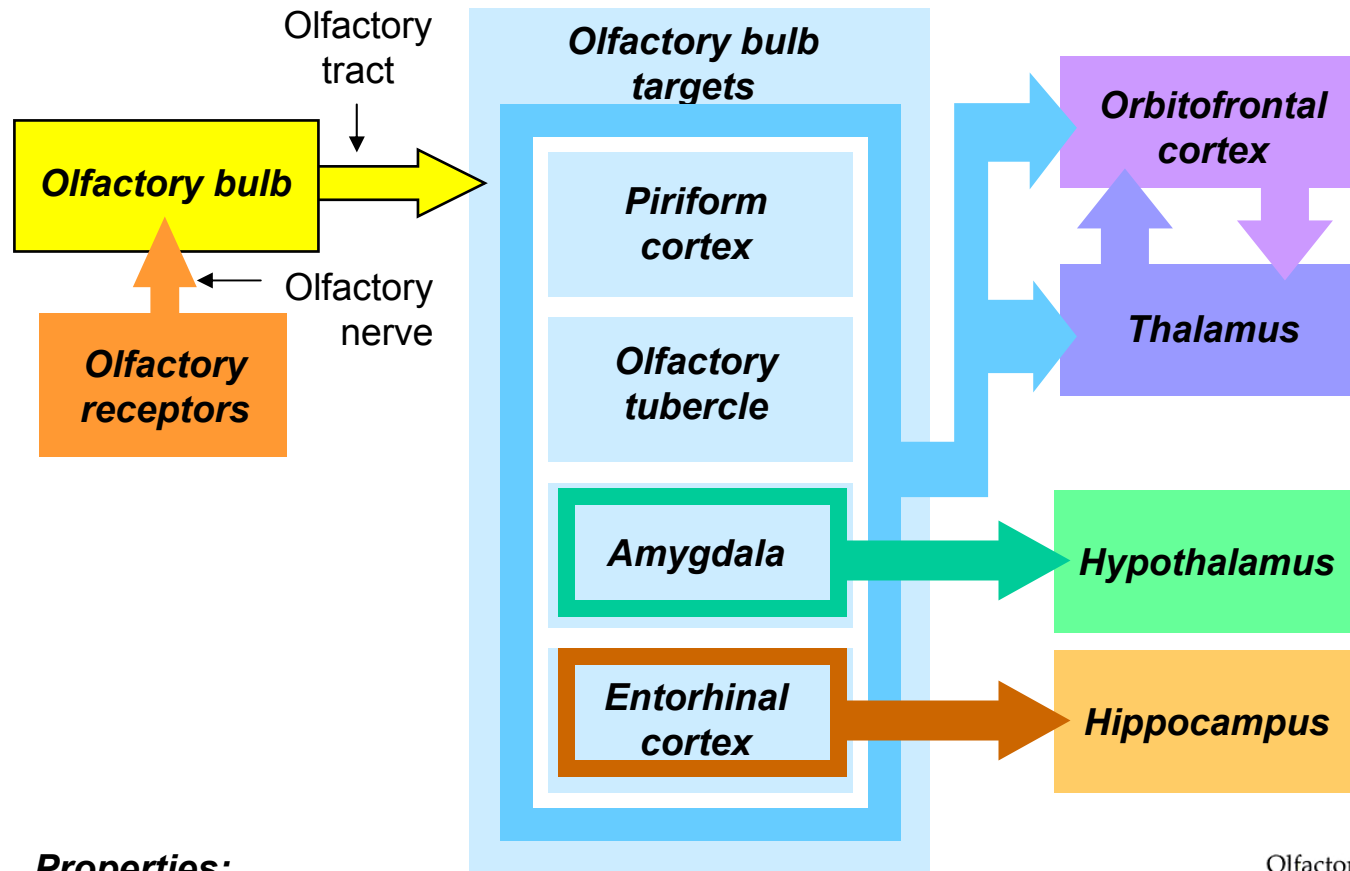 Olfactory
tract
Olfactory bulb
targets
Orbitofrontal
cortex
Olfactory bulb
Piriform
cortex
Olfactory
nerve
Thalamus
Olfactory
receptors
Olfactory
tubercle
Amygdala
Hypothalamus
Entorhinal
cortex
Hippocampus
Properties:
Olfactor